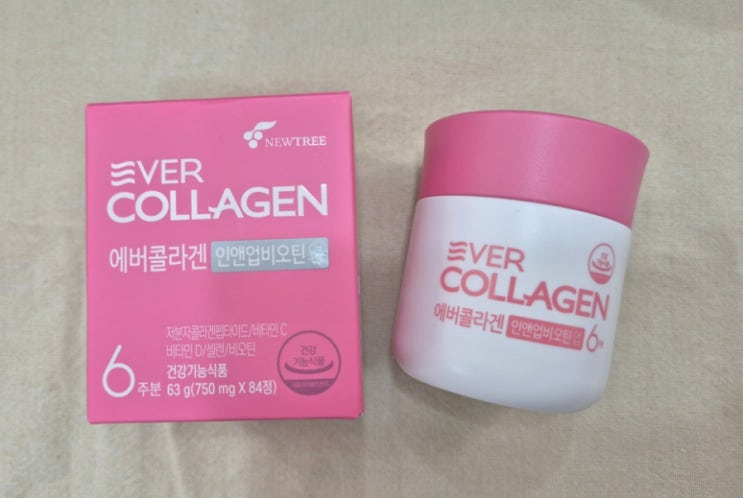 NEWTREE
EVER
COLLAGEN
에버콜라겐 인앤업비오틴
저분자콜라겐펩타이드/비타민 C
비타민 D/셀렌/비오틴
건강기능식품
6주분 63 g(750 mg X 84정)
건강
기능식품
EVER
COLLAGEN
에버콜라겐 인앤업비오틴 6